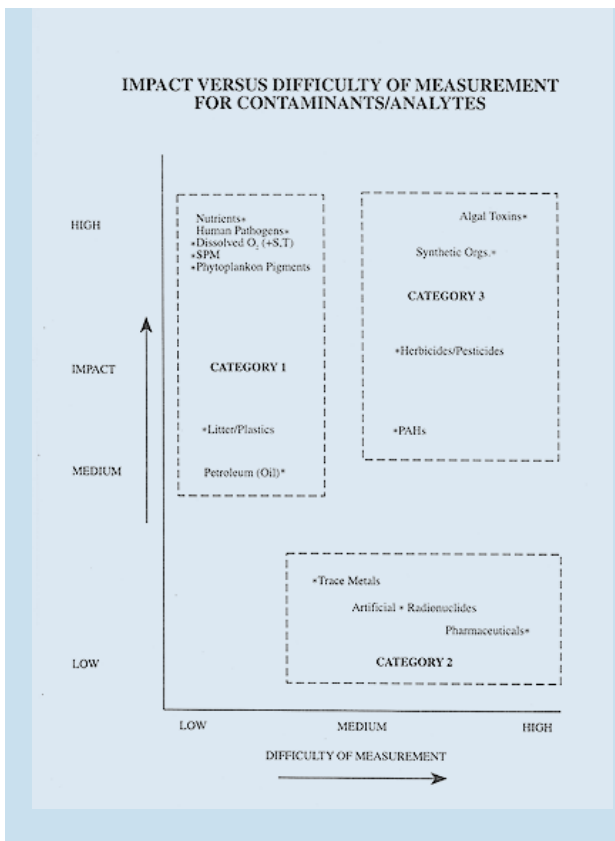 IMPACT VERSUS DIFFICULTY OF MEASUREMENT
FOR CONTAMINANTS/ANALYTES
HIGH
IMPACT
MEDIUM
LOW
Nutrients*
Human Pathogens*
*Dissolved O₂ (+S,T)
*SPM
*Phytoplankon Pigments
CATEGORY 1
*Litter/Plastics
Petroleum (Oil)*
Algal Toxins*
Synthetic Orgs.*
CATEGORY 3
*Herbicides/Pesticides
*PAHs
*Trace Metals
Artificial * Radionuclides
Pharmaceuticals*
CATEGORY 2
LOW MEDIUM HIGH
DIFFICULTY OF MEASUREMENT